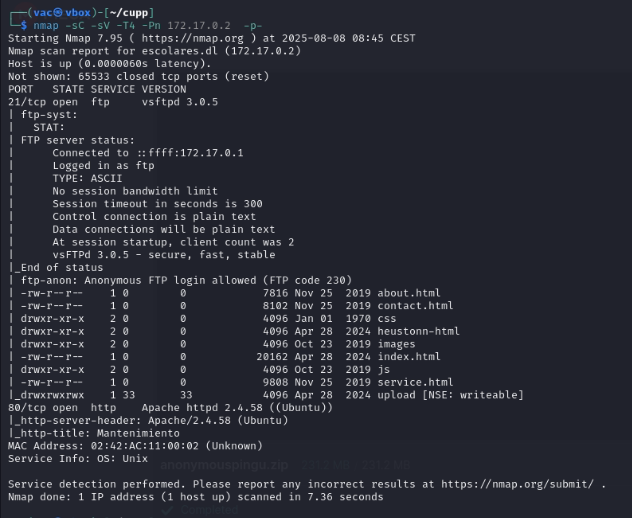 ┌──(vac㉿vbox)-[~/cupp]
└─$ nmap -sC -sV -T4 -Pn 172.17.0.2  -p-
Starting Nmap 7.95 ( https://nmap.org ) at 2025-08-08 08:45 CEST
Nmap scan report for escolares.dl (172.17.0.2)
Host is up (0.0000060s latency).
Not shown: 65533 closed tcp ports (reset)
PORT   STATE SERVICE VERSION
21/tcp open  ftp     vsftpd 3.0.5
| ftp-syst:
|   STAT:
| FTP server status:
|      Connected to ::ffff:172.17.0.1
|      Logged in as ftp
|      TYPE: ASCII
|      No session bandwidth limit
|      Session timeout in seconds is 300
|      Control connection is plain text
|      Data connections will be plain text
|      At session startup, client count was 2
|      vsFTPd 3.0.5 - secure, fast, stable
|_End of status
| ftp-anon: Anonymous FTP login allowed (FTP code 230)
| -rw-r--r--    1 0        0            7816 Nov 25  2019 about.html
| -rw-r--r--    1 0        0            8102 Nov 25  2019 contact.html
| drwxr-xr-x    2 0        0            4096 Jan 01  1970 css
| drwxr-xr-x    2 0        0            4096 Apr 28  2024 heustonn-html
| drwxr-xr-x    2 0        0            4096 Oct 23  2019 images
| -rw-r--r--    1 0        0           20162 Apr 28  2024 index.html
| drwxr-xr-x    2 0        0            4096 Oct 23  2019 js
| -rw-r--r--    1 0        0            9808 Nov 25  2019 service.html
|_drwxrwxrwx    1 33       33           4096 Apr 28  2024 upload [NSE: writeable]
80/tcp open  http    Apache httpd 2.4.58 ((Ubuntu))
|_http-server-header: Apache/2.4.58 (Ubuntu)
|_http-title: Mantenimiento
MAC Address: 02:42:AC:11:00:02 (Unknown)
Service Info: OS: Unix
anonymouspingu.zip
Service detection performed. Please report any incorrect results at https://nmap.org/submit/ .
Nmap done: 1 IP address (1 host up) scanned in 7.36 seconds
Completed